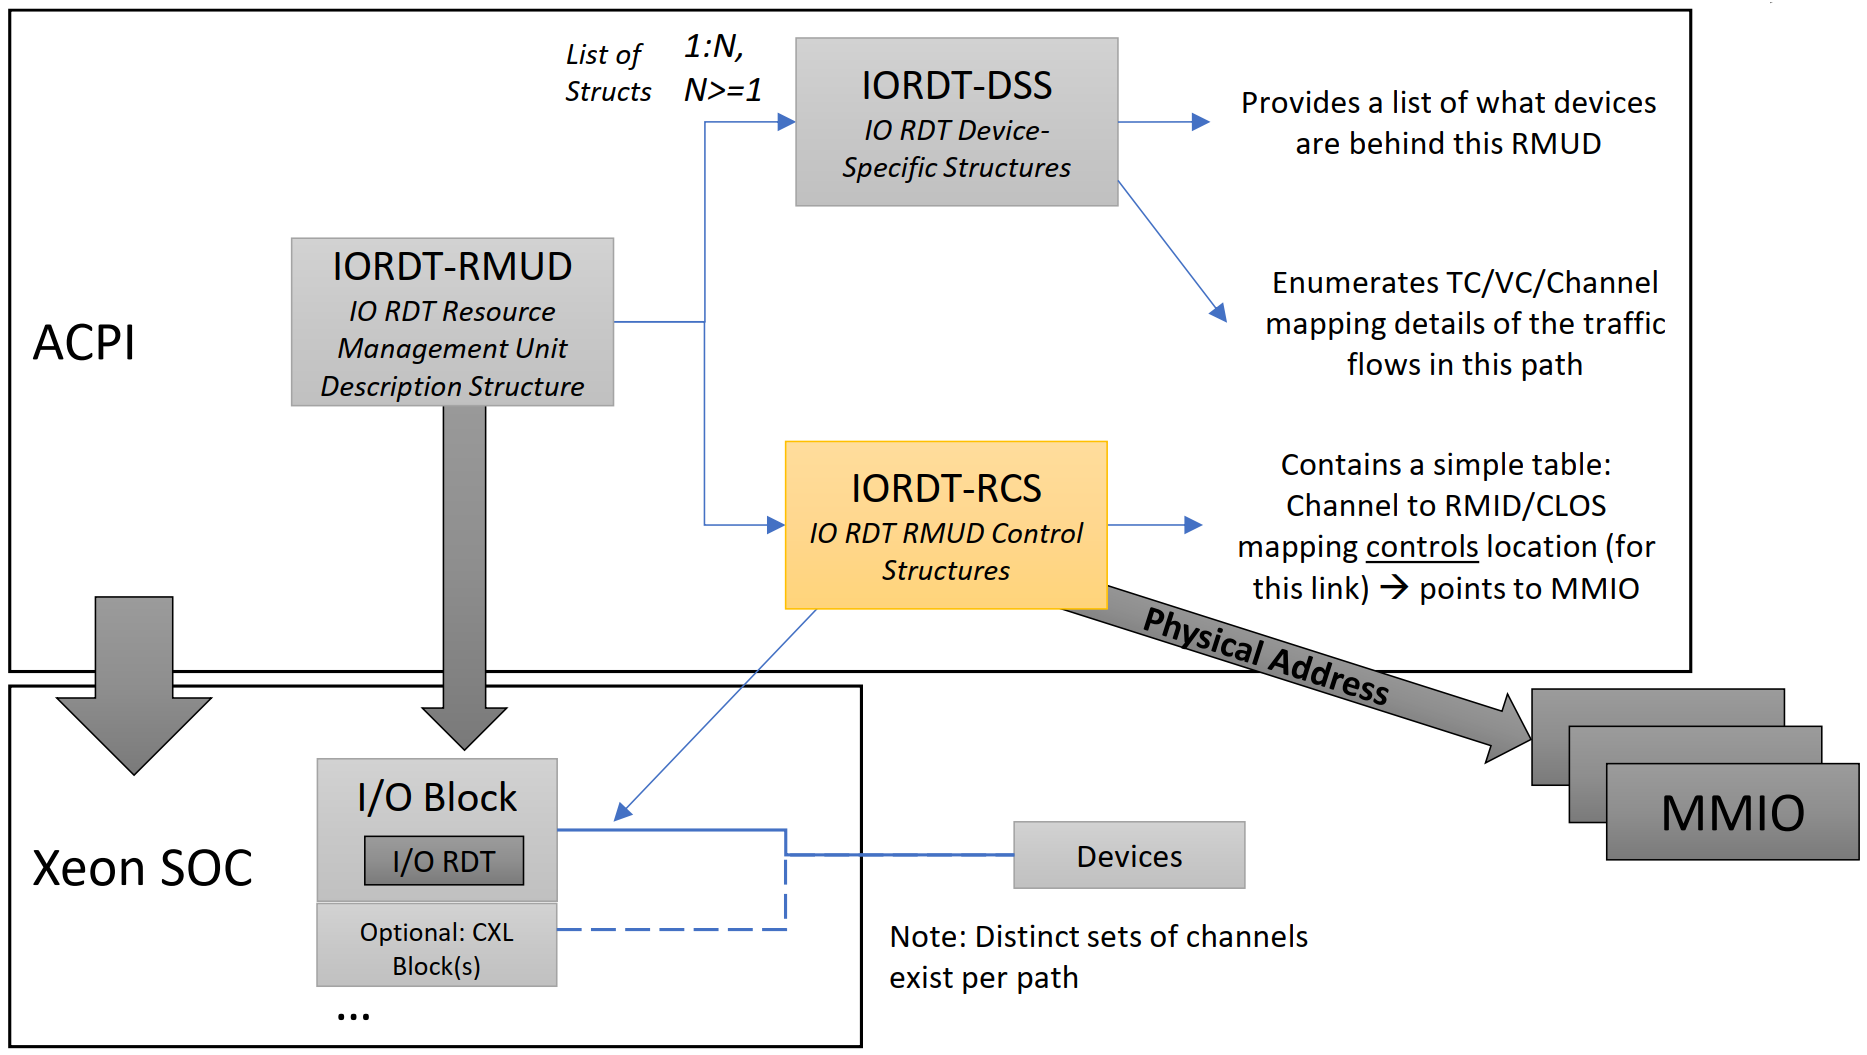 List of
Structs
1:N,
N>=1
IORDT-DSS
IO RDT Device-
Specific Structures
Provides a list of what devices
are behind this RMUD
IORDT-RMUD
IO RDT Resource
Management Unit
Description Structure
Enumerates TC/VC/Channel
mapping details of the traffic
flows in this path
ACPI
IORDT-RCS
IO RDT RMUD Control
Structures
Contains a simple table:
Channel to RMID/CLOS
mapping controls location (for
this link) → points to MMIO
Physical Address
MMIO
Xeon SOC
I/O Block
I/O RDT
Optional: CXL
Block(s)
...
Devices
Note: Distinct sets of channels
exist per path